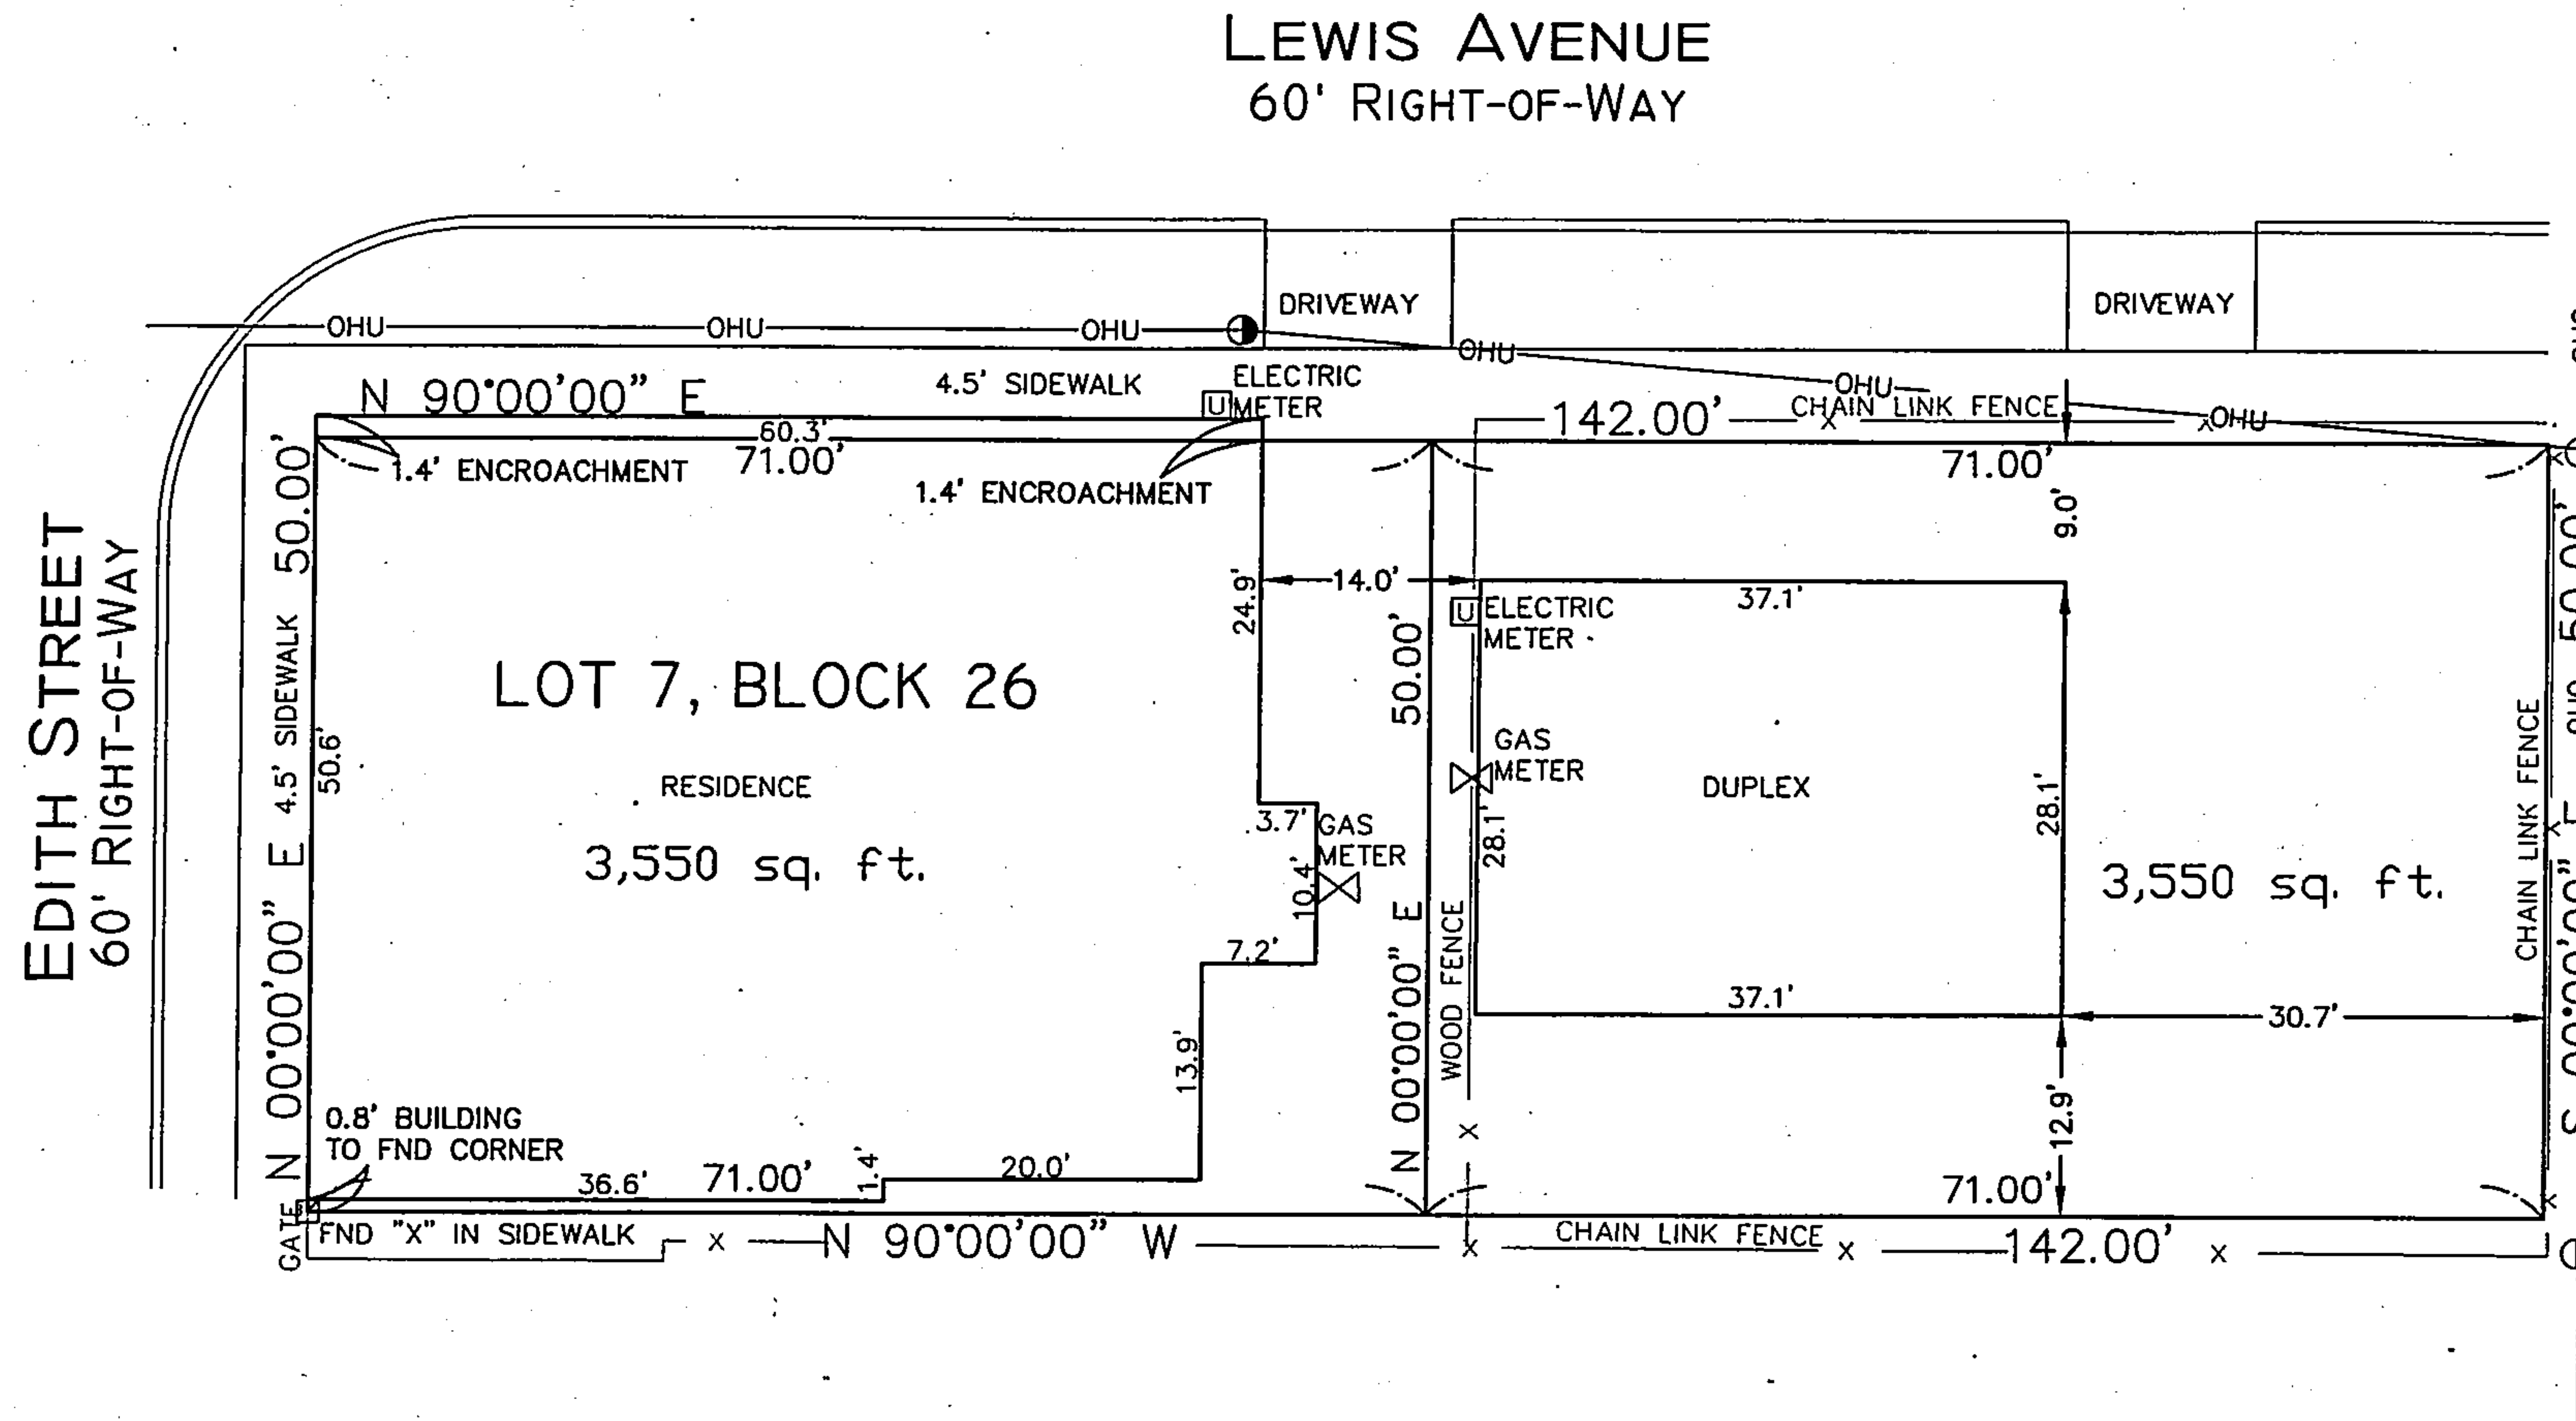 LEWIS AVENUE
60' RIGHT-OF-WAY
DRIVEWAY
DRIVEWAY
OHU
OHU
OHU
OHU
OHU
OHU
N 90°00'00" E
4.5' SIDEWALK
ELECTRIC
METER
U
142.00'
X
CHAIN LINK FENCE
X
60.3'
71.00'
71.00'
1.4' ENCROACHMENT
1.4' ENCROACHMENT
9.0'
EDITH STREET
60' RIGHT-OF-WAY
N 00°00'00" E
4.5' SIDEWALK
50.00'
50.6'
LOT 7, BLOCK 26
RESIDENCE
3,550 sq. ft.
24.9'
14.0'
3.7'
GAS
METER
10.4'
7.2'
13.9'
N 00°00'00" E
50.00'
WOOD FENCE
X
U
ELECTRIC
METER
GAS
METER
37.1'
28.1'
DUPLEX
28.1'
37.1'
3,550 sq. ft.
CHAIN LINK FENCE
30.7'
12.9'
S 00°00'00" E
50.00'
X
X
X
0.8' BUILDING
TO FND CORNER
36.6'
71.00'
1.4'
20.0'
71.00'
GATE
FND "X" IN SIDEWALK
X
N 90°00'00" W
X
CHAIN LINK FENCE
X
142.00'
X